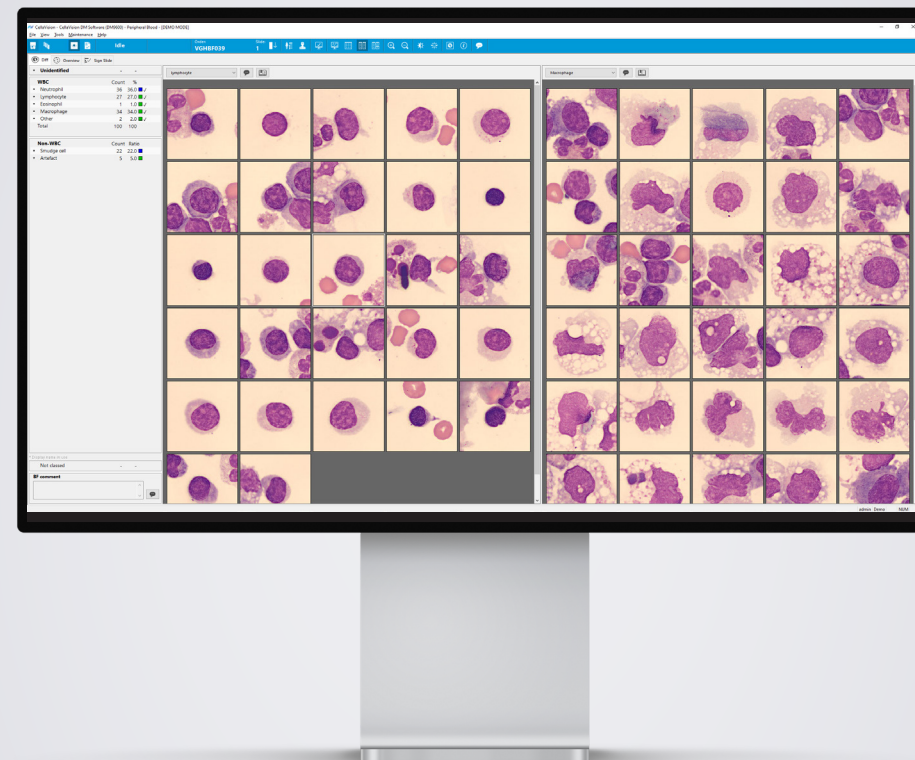 CellaVision - CellaVision DM Software (DM9600) - Peripheral Blood - [DEMO MODE]
File View Tools Maintenance Help
Idle
Order
VGHBF039
Slide
1
Diff Overview Sign Slide
Unidentified - -
WBC Count %
Neutrophil 36 36.0
Lymphocyte 27 27.0
Eosinophil 1 1.0
Macrophage 34 34.0
Other 2 2.0
Total 100 100
Non-WBC Count Ratio
Smudge cell 22 22.0
Artefact 5 5.0
Lymphocyte
Macrophage
Not classed - -
BF comment
admin Demo NUM